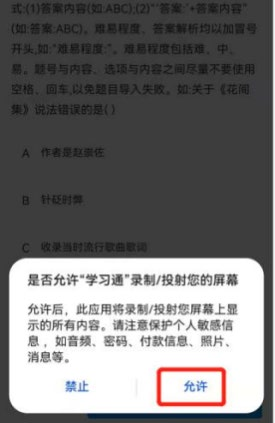 式:(1)答案内容(如:ABC);(2)"答案:"+答案内容"
(如:答案:ABC)。难易程度、答案解析均以加冒号
开头,如:"难易程度:"。难易程度包括难、中、
易。题号与内容、选项与内容之间尽量不要使用
空格、回车,以免题目导入失败。如:关于《花间
集》说法错误的是( )
A 作者是赵崇佐
B 针砭时弊
C 收录当时流行歌曲歌词
是否允许“学习通”录制/投射您的屏幕
允许后，此应用将录制/投射您屏幕上显
示的所有内容。请注意保护个人敏感信
息，如音频、密码、付款信息、照片、
消息等。
禁止 允许